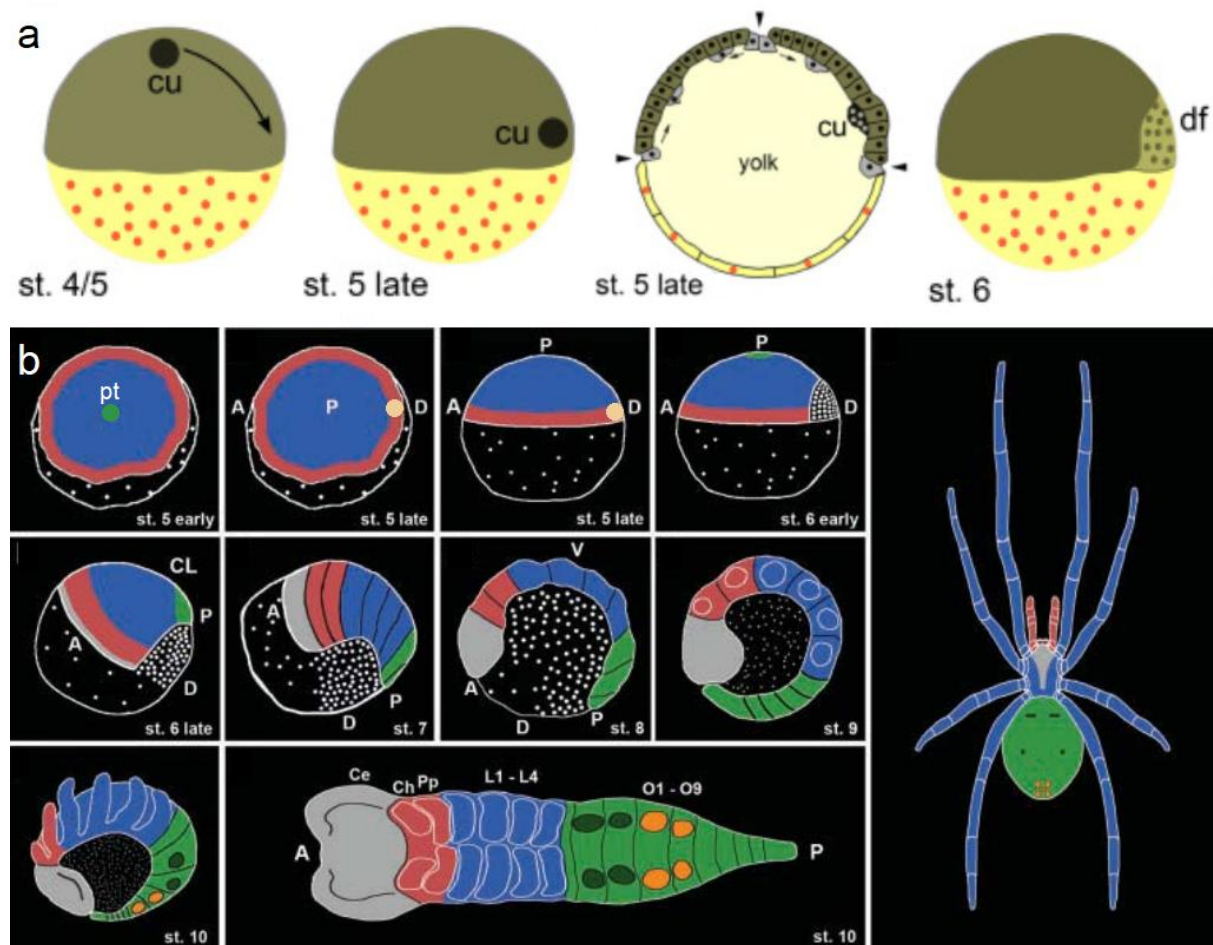 a
cu
st. 4/5
cu
st. 5 late
cu
yolk
st. 5 late
df
st. 6
b
pt
st. 5 early
A
P
D
st. 5 late
P
A
D
st. 5 late
P
A
D
st. 6 early
CL
P
A
D
st. 6 late
A
D
P
st. 7
V
A
D
P
st. 8
st. 9
st. 10
Ce
Ch Pp
L1 - L4
O1 - O9
A
P
st. 10